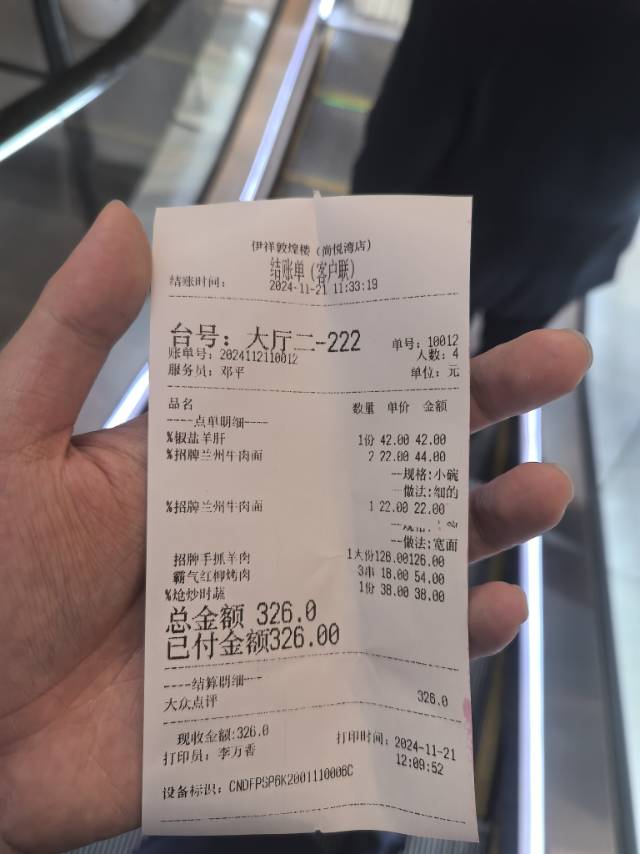 伊祥敦煌楼（尚悦湾店）
结账单（客户联）
结账时间： 2024-11-21 11:33:19
台号：大厅二-222 单号：10012
账单号：2024112110012 人数：4
服务员：邓平 单位：元
品名 数量 单价 金额
----点单明细----
%椒盐羊肝 1份 42.00 42.00
%招牌兰州牛肉面 2 22.00 44.00
--规格：小碗
--做法：细的
%招牌兰州牛肉面 1 22.00 22.00
--做法：宽面
招牌手抓羊肉 1大份 126.00 126.00
霸气红柳烤肉 3串 18.00 54.00
%炝炒时蔬 1份 38.00 38.00
总金额 326.0
已付金额326.00
----结算明细---
大众点评 326.0
现收金额：326.0
打印员：李万香 打印时间：2024-11-21
12:09:52
设备标识：CNDFPSP6K2001110006C